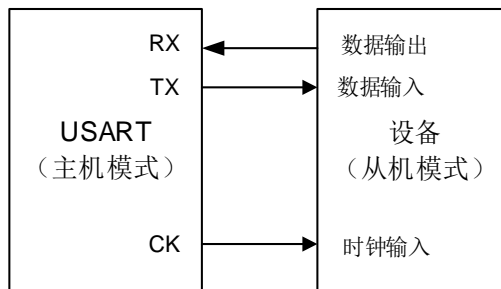 RX
数据输出
TX
数据输入
USART
（主机模式）
设备
（从机模式）
CK
时钟输入